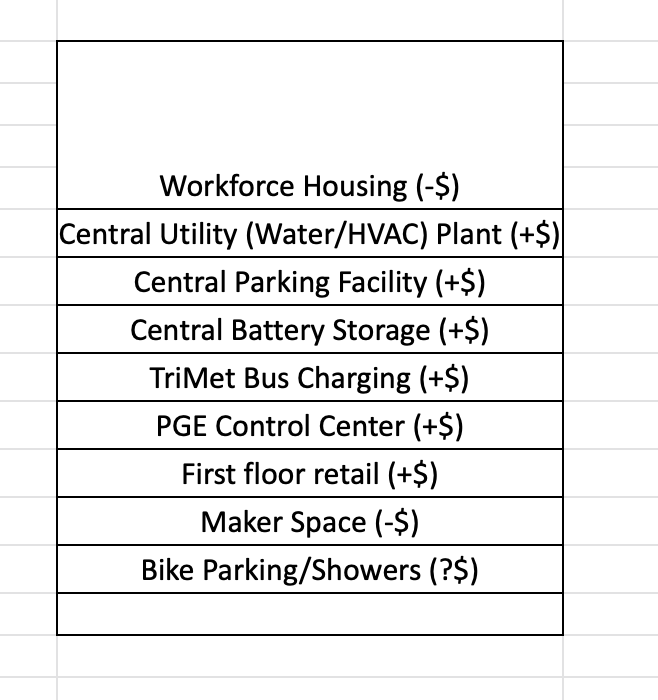 Workforce Housing (-$)
Central Utility (Water/HVAC) Plant (+$)
Central Parking Facility (+$)
Central Battery Storage (+$)
TriMet Bus Charging (+$)
PGE Control Center (+$)
First floor retail (+$)
Maker Space (-$)
Bike Parking/Showers (?$)